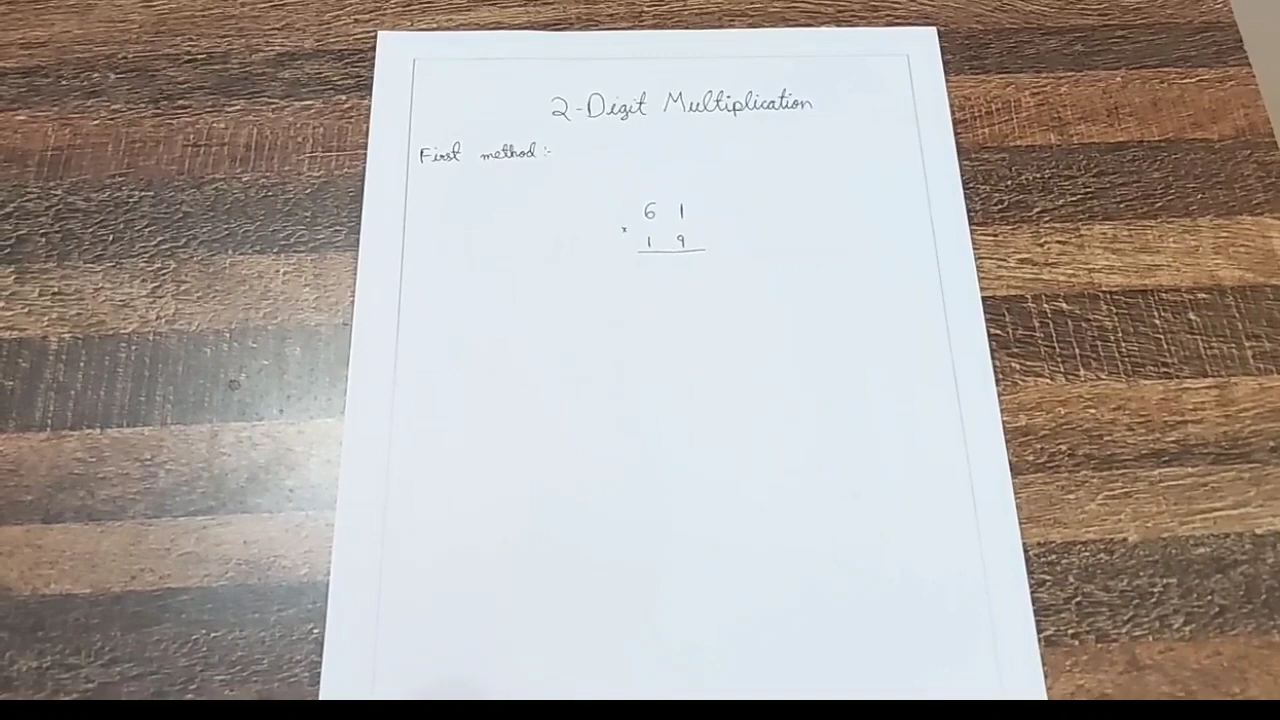 2-Digit Multiplication
First method :-
6 1
×
1 9